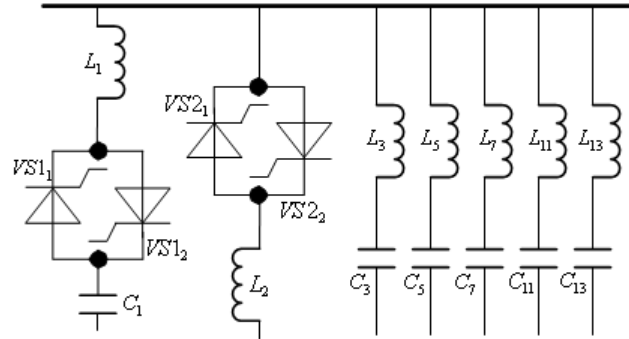 L₁
VS1₁
VS1₂
C₁
VS2₁
VS2₂
L₂
L₃ L₅ L₇ L₁₁ L₁₃
C₃ C₅ C₇ C₁₁ C₁₃